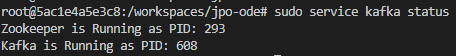 root@5ac1e4a5e3c8:/workspaces/jpo-ode# sudo service kafka status
Zookeeper is Running as PID: 293
Kafka is Running as PID: 608